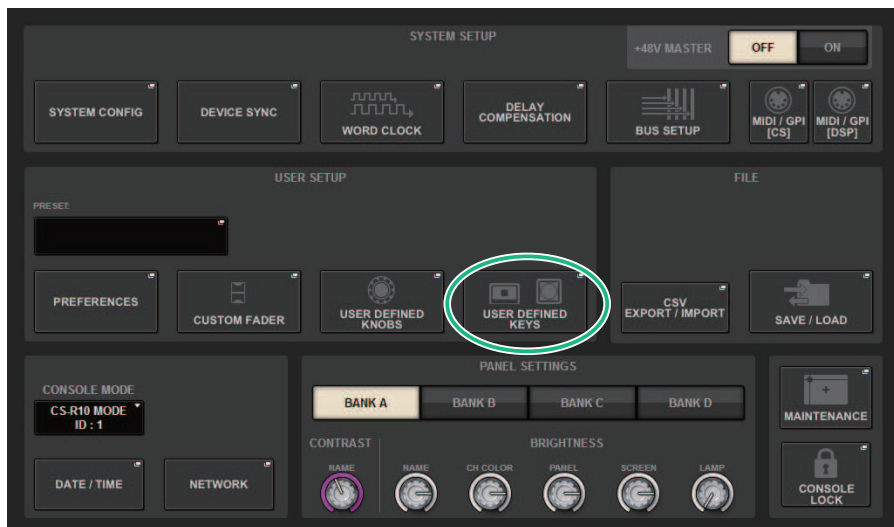 SYSTEM SETUP
+48V MASTER
OFF
ON
SYSTEM CONFIG
DEVICE SYNC
WORD CLOCK
DELAY
COMPENSATION
BUS SETUP
MIDI / GPI
[CS]
MIDI / GPI
[DSP]
USER SETUP
PRESET
PREFERENCES
CUSTOM FADER
USER DEFINED
KNOBS
USER DEFINED
KEYS
FILE
CSV
EXPORT / IMPORT
SAVE / LOAD
CONSOLE MODE
CS-R10 MODE
ID : 1
DATE / TIME
NETWORK
PANEL SETTINGS
BANK A
BANK B
BANK C
BANK D
CONTRAST
BRIGHTNESS
NAME
NAME
CH COLOR
PANEL
SCREEN
LAMP
MAINTENANCE
CONSOLE
LOCK